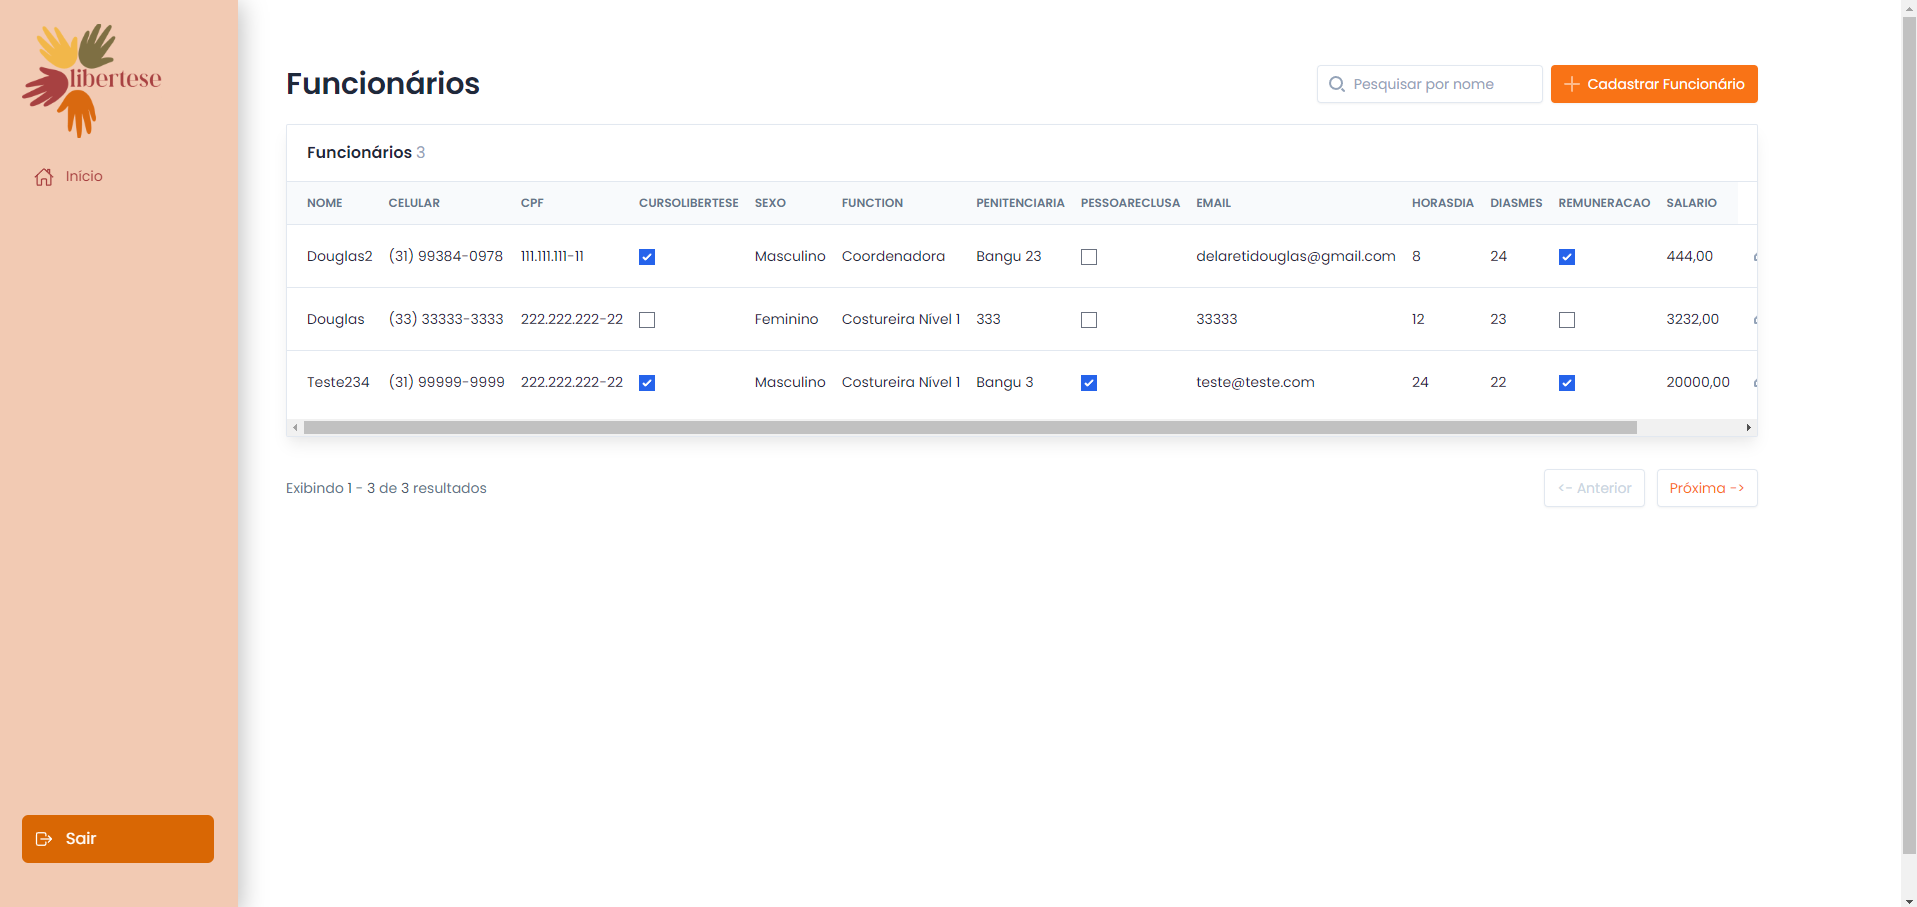 libertese
Início
Sair
Funcionários
Pesquisar por nome
Cadastrar Funcionário
Funcionários 3
NOME CELULAR CPF CURSOLIBERTESE SEXO FUNCTION PENITENCIARIA PESSOARECLUSA EMAIL HORASDIA DIASMES REMUNERACAO SALARIO
Douglas2 (31) 99384-0978 111.111.111-11 Masculino Coordenadora Bangu 23 delaretidouglas@gmail.com 8 24 444,00
Douglas (33) 33333-3333 222.222.222-22 Feminino Costureira Nível 1 333 33333 12 23 3232,00
Teste234 (31) 99999-9999 222.222.222-22 Masculino Costureira Nível 1 Bangu 3 teste@teste.com 24 22 20000,00
Exibindo 1 - 3 de 3 resultados
<- Anterior
Próxima ->